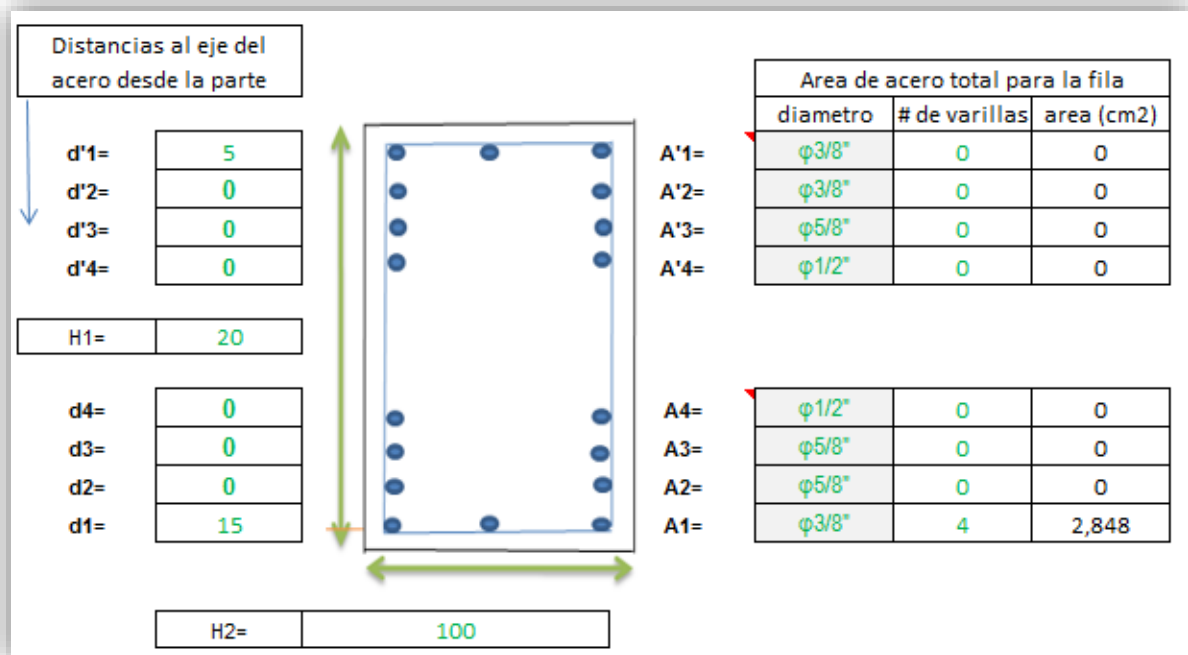 Distancias al eje del
acero desde la parte
Area de acero total para la fila
diametro # de varillas area (cm2)
d'1= 5 A'1= φ3/8" 0 0
d'2= 0 A'2= φ3/8" 0 0
d'3= 0 A'3= φ5/8" 0 0
d'4= 0 A'4= φ1/2" 0 0
H1= 20
d4= 0 A4= φ1/2" 0 0
d3= 0 A3= φ5/8" 0 0
d2= 0 A2= φ5/8" 0 0
d1= 15 A1= φ3/8" 4 2,848
H2= 100